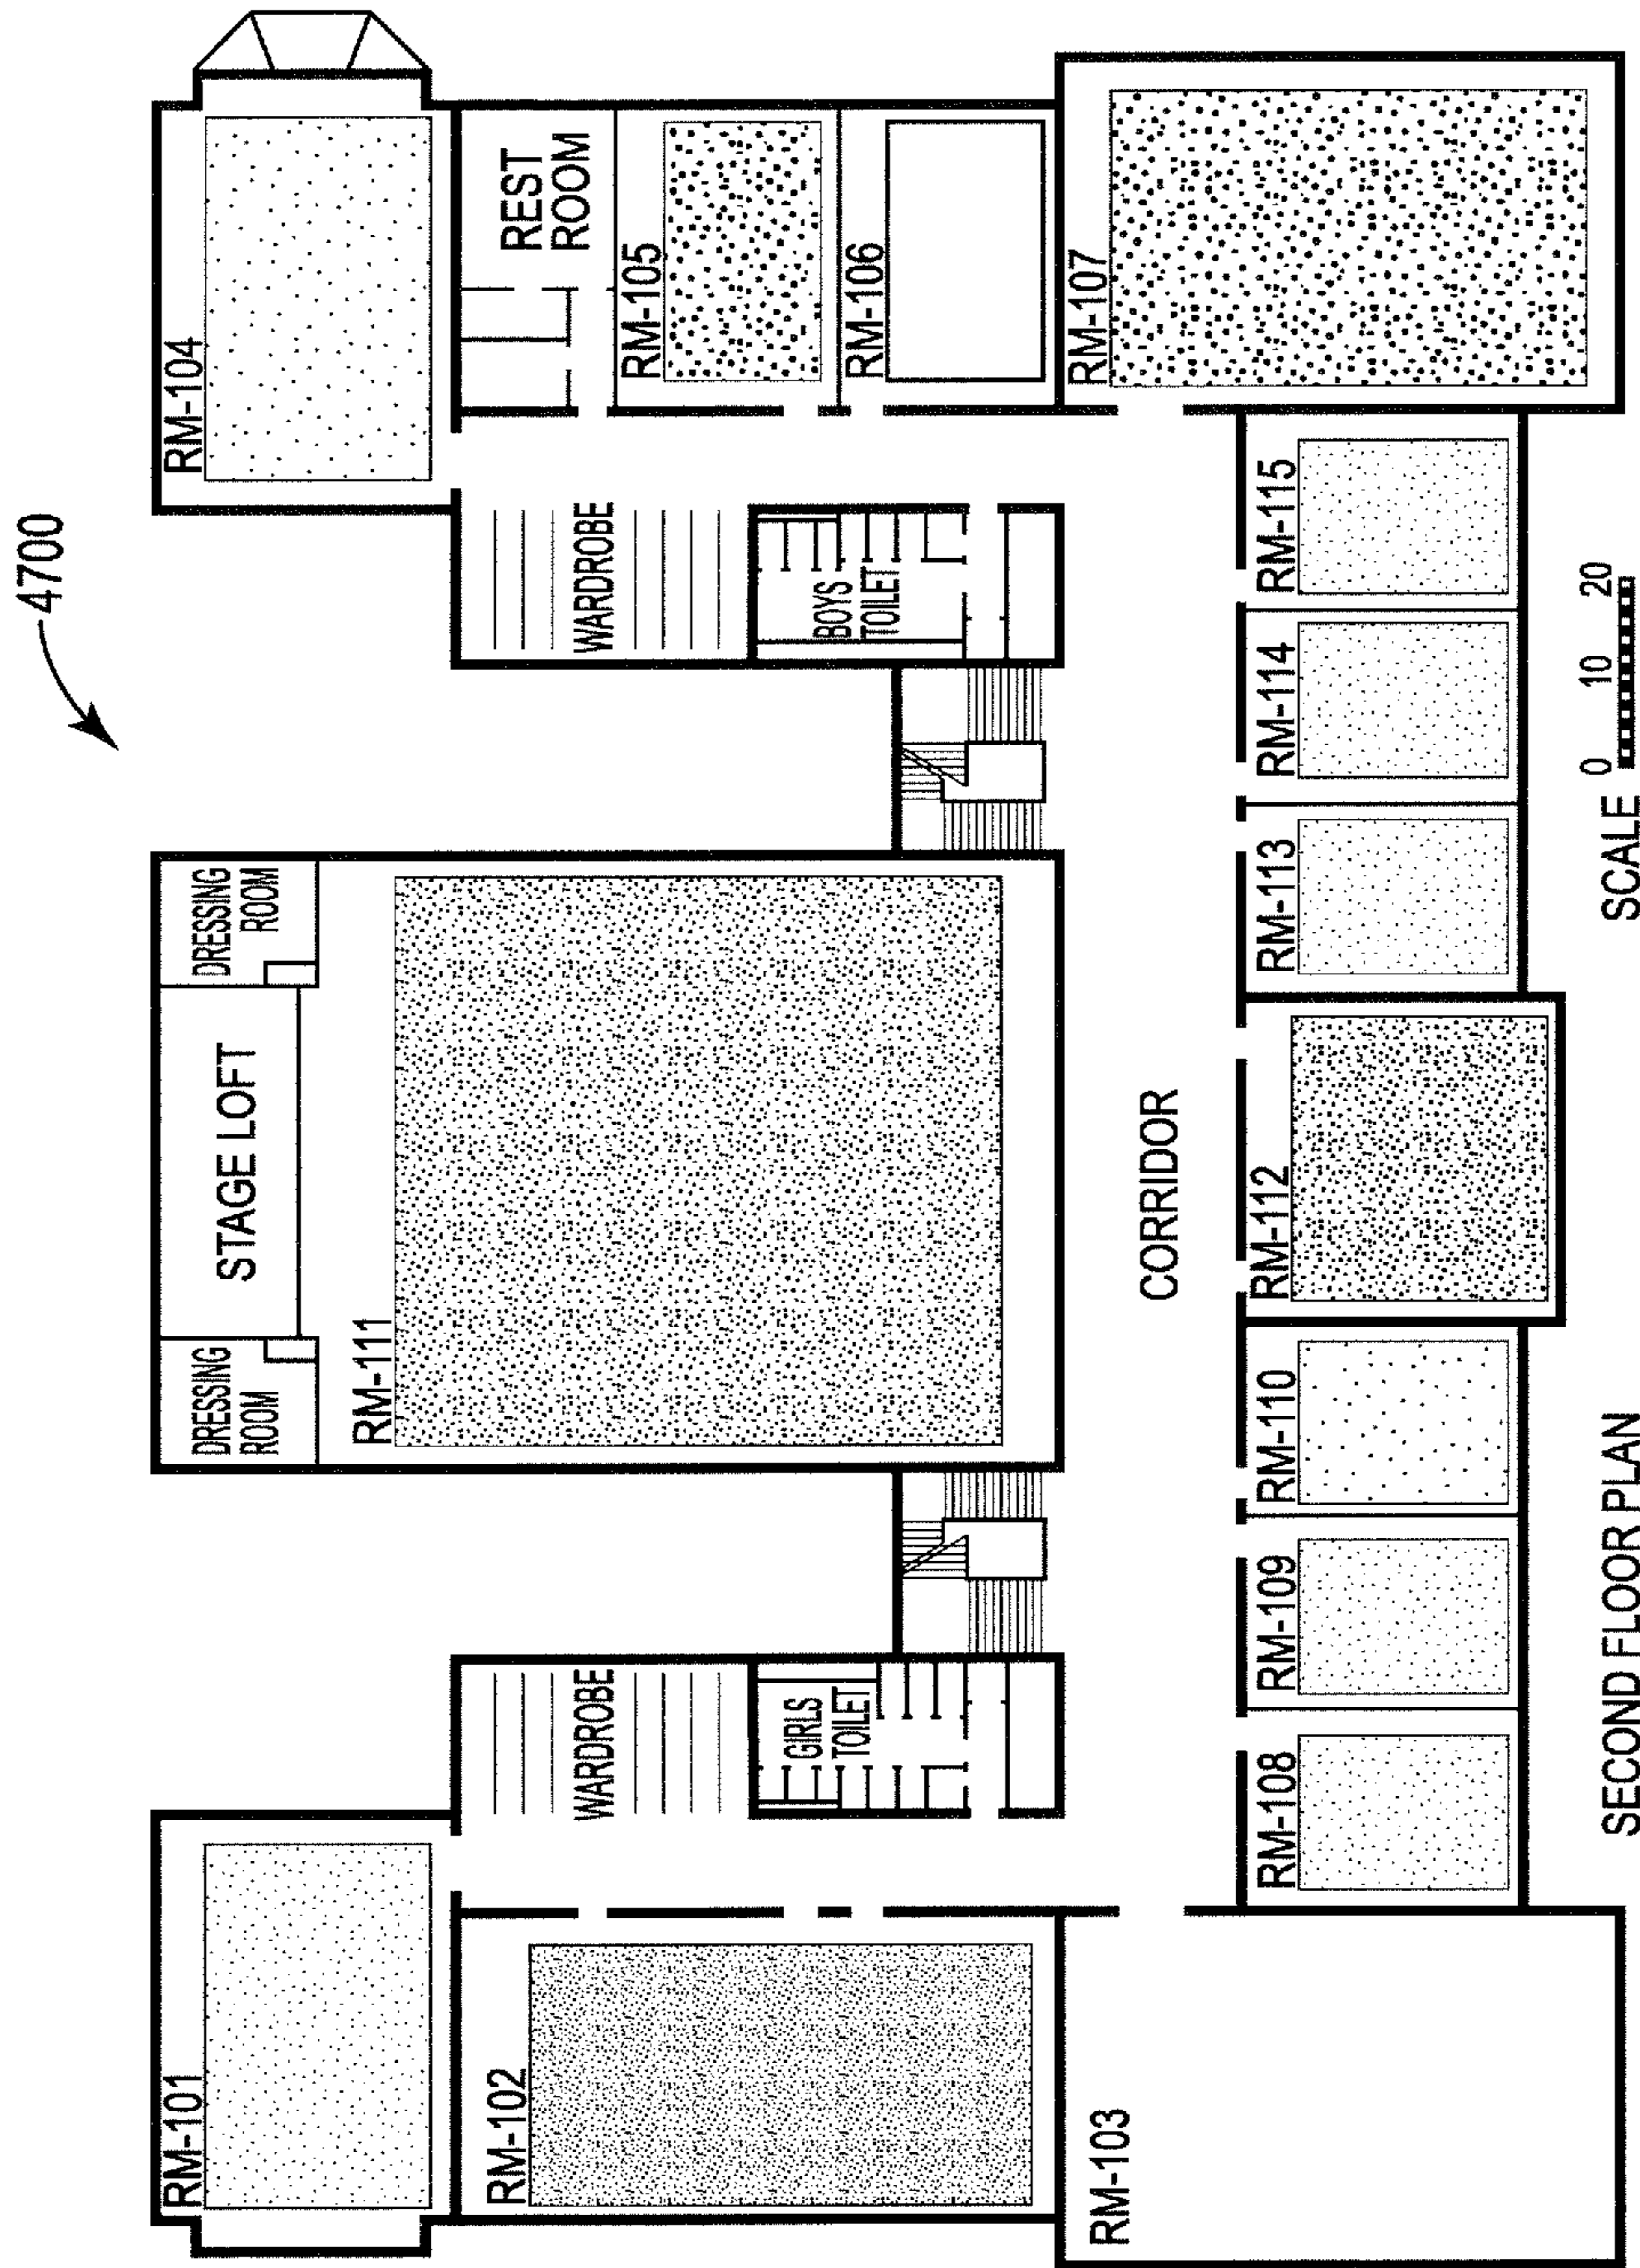 4700
RM-101
DRESSING
ROOM
STAGE LOFT
DRESSING
ROOM
RM-104
RM-111
RM-102
WARDROBE
WARDROBE
REST
ROOM
GIRLS
TOILET
BOYS
TOILET
RM-105
RM-106
RM-103
CORRIDOR
RM-107
RM-108
RM-109
RM-110
RM-112
RM-113
RM-114
RM-115
SECOND FLOOR PLAN
SCALE
0 10 20